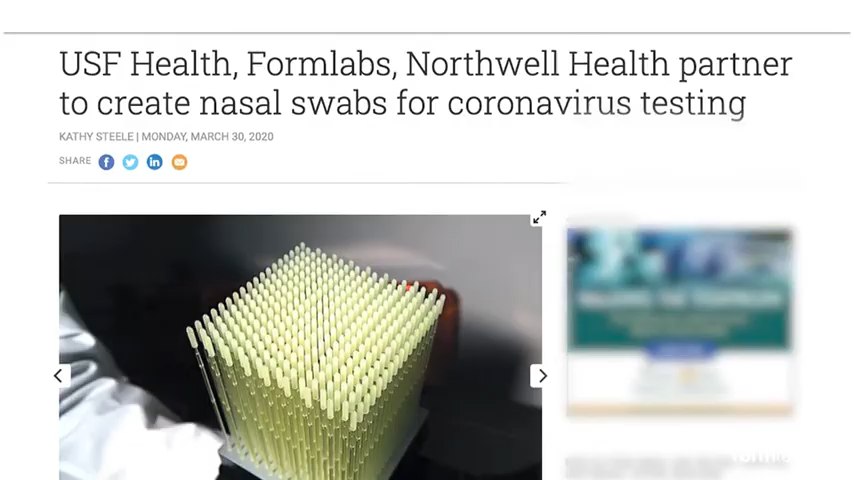 USF Health, Formlabs, Northwell Health partner
to create nasal swabs for coronavirus testing
KATHY STEELE | MONDAY, MARCH 30, 2020
SHARE